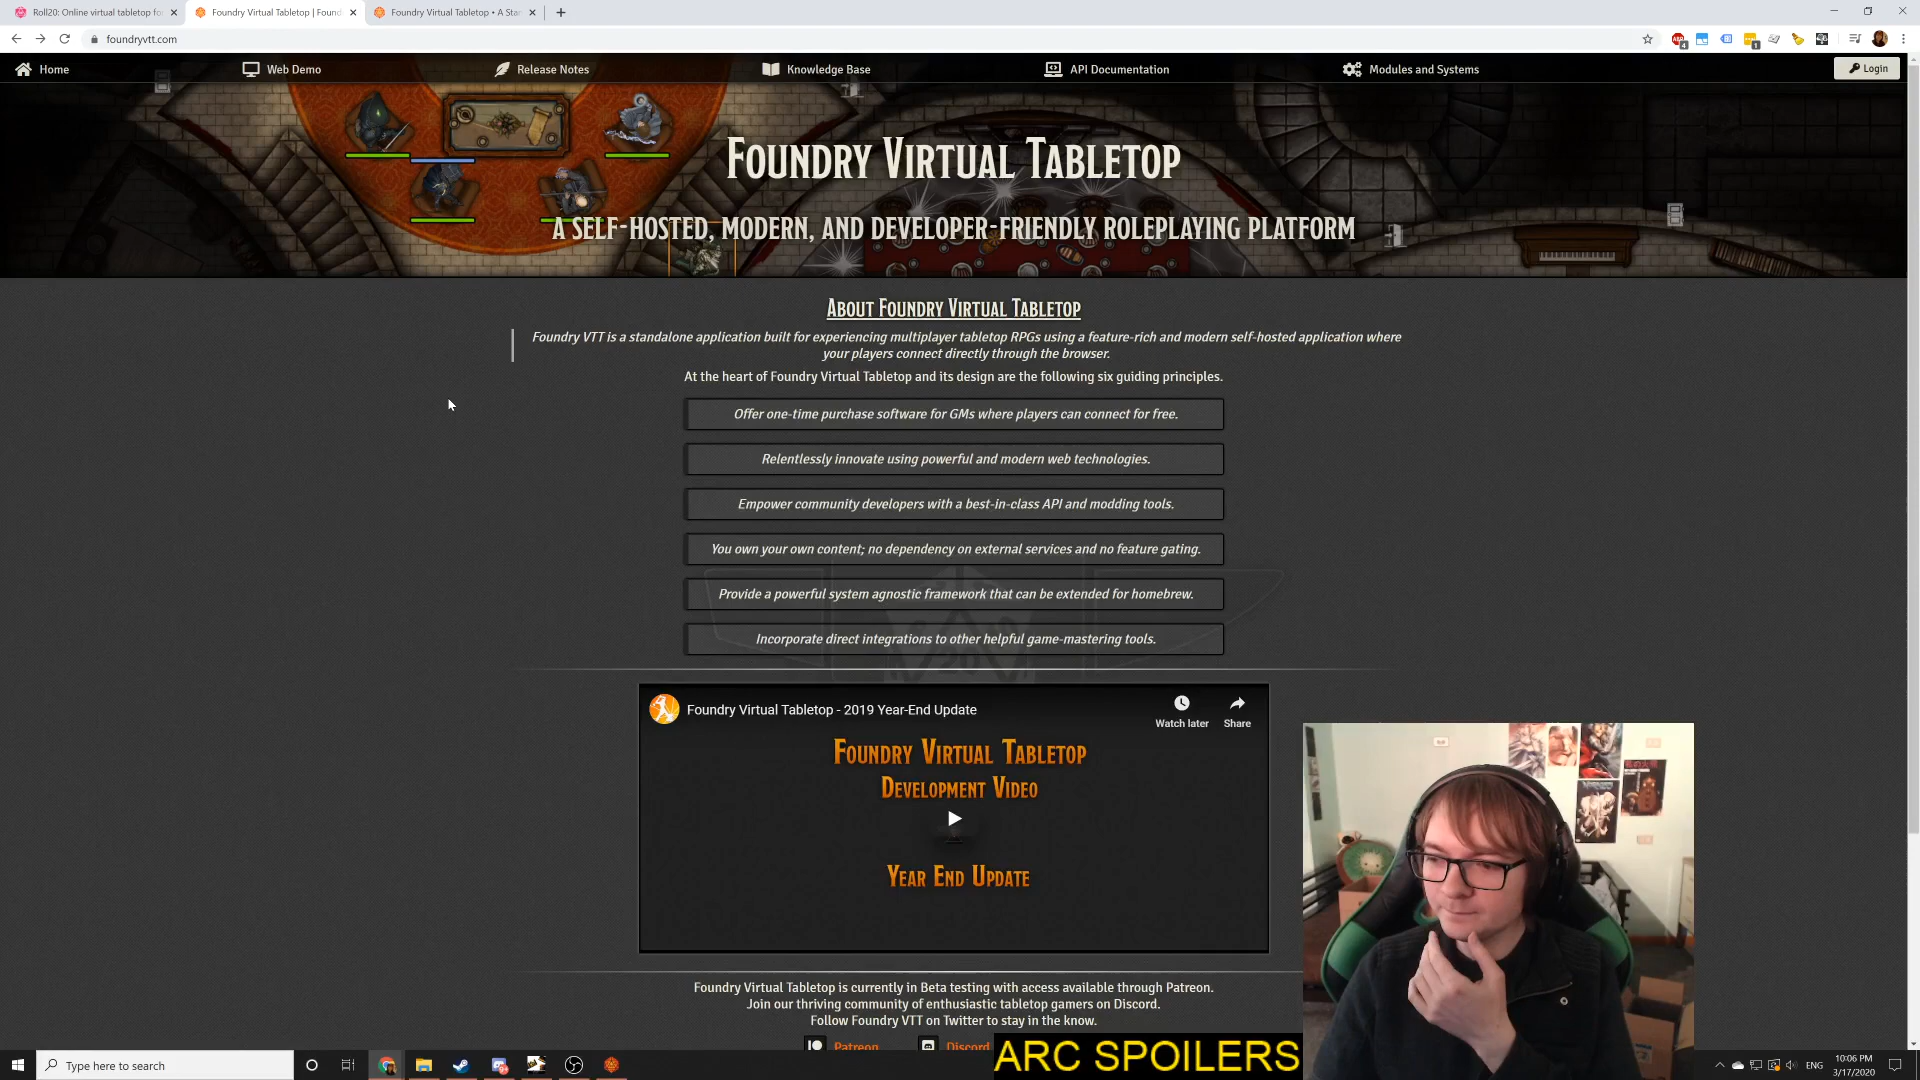 Roll20: Online virtual tabletop fo
Foundry Virtual Tabletop | Found
Foundry Virtual Tabletop • A Sta
foundryvtt.com
Home
Web Demo
Release Notes
Knowledge Base
API Documentation
Modules and Systems
Login
Foundry Virtual Tabletop
A Self-Hosted, Modern, and Developer-Friendly Roleplaying Platform
About Foundry Virtual Tabletop
Foundry VTT is a standalone application built for experiencing multiplayer tabletop RPGs using a feature-rich and modern self-hosted application where
your players connect directly through the browser.
At the heart of Foundry Virtual Tabletop and its design are the following six guiding principles.
Offer one-time purchase software for GMs where players can connect for free.
Relentlessly innovate using powerful and modern web technologies.
Empower community developers with a best-in-class API and modding tools.
You own your own content; no dependency on external services and no feature gating.
Provide a powerful system agnostic framework that can be extended for homebrew.
Incorporate direct integrations to other helpful game-mastering tools.
Foundry Virtual Tabletop - 2019 Year-End Update
Watch later
Share
Foundry Virtual Tabletop
Development Video
Year End Update
Foundry Virtual Tabletop is currently in Beta testing with access available through Patreon.
Join our thriving community of enthusiastic tabletop gamers on Discord.
Follow Foundry VTT on Twitter to stay in the know.
Patreon
Discord
ARC SPOILERS
Type here to search
ENG
10:06 PM
3/17/2020